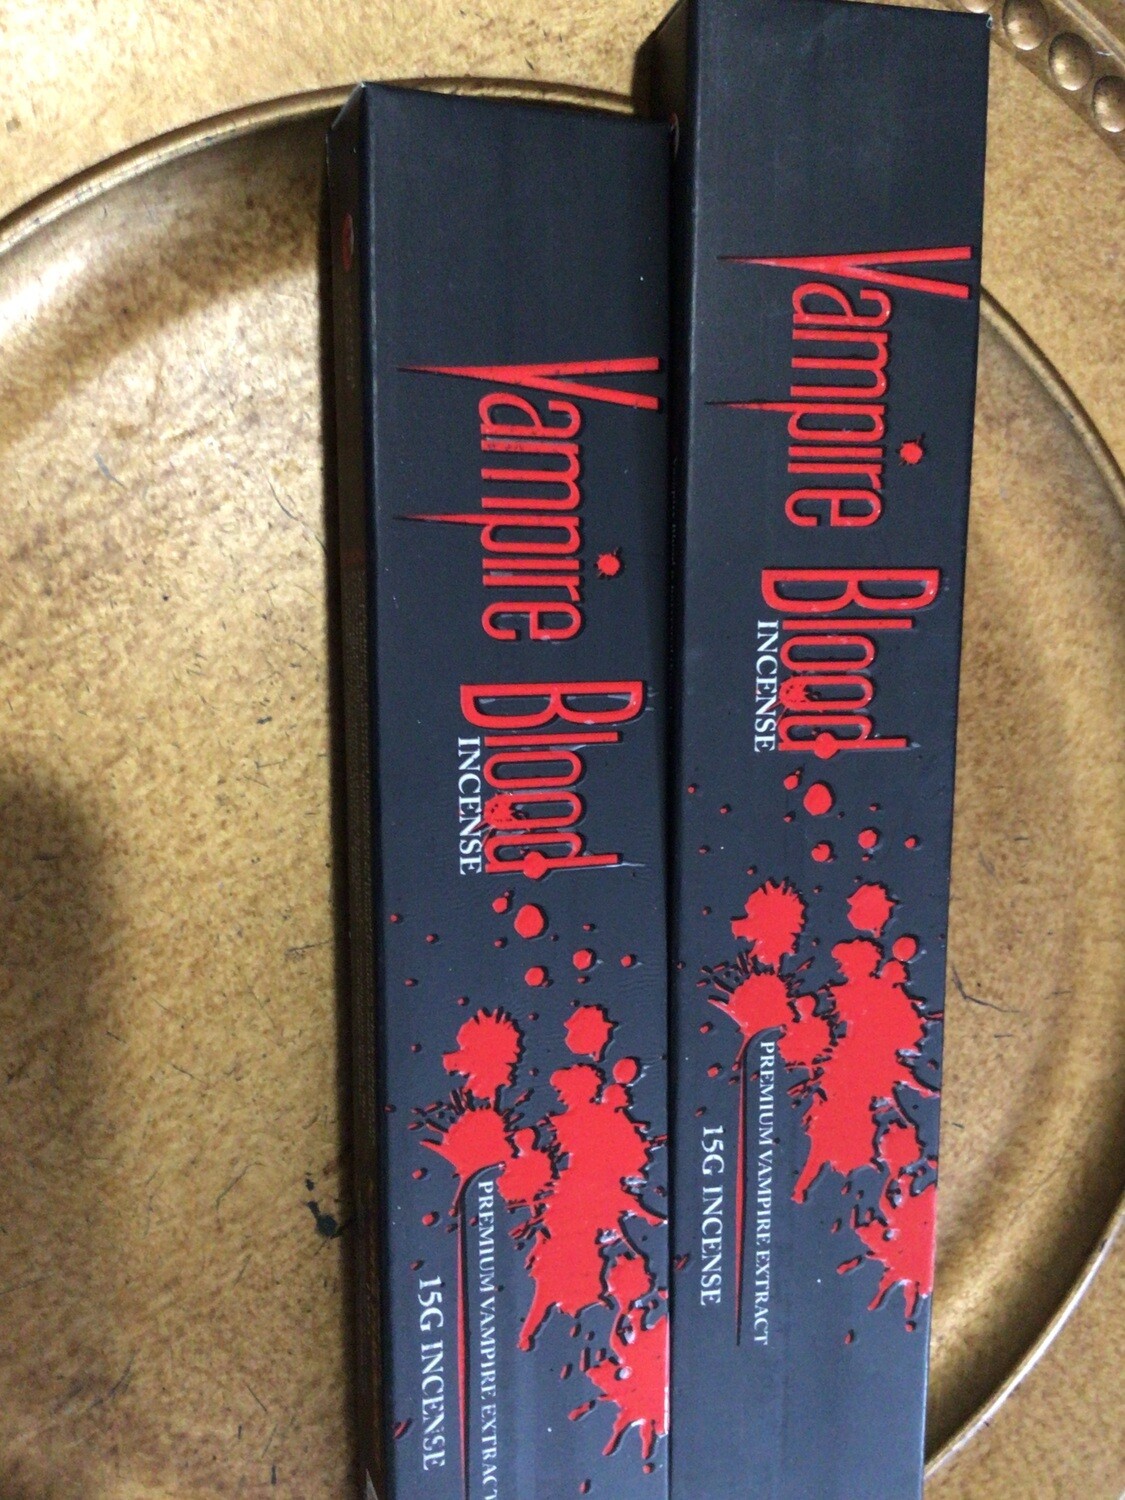 Vampire Blood
INCENSE
PREMIUM VAMPIRE EXTRACT
15G INCENSE
Vampire Blood
INCENSE
PREMIUM VAMPIRE EXTRACT
15G INCENSE